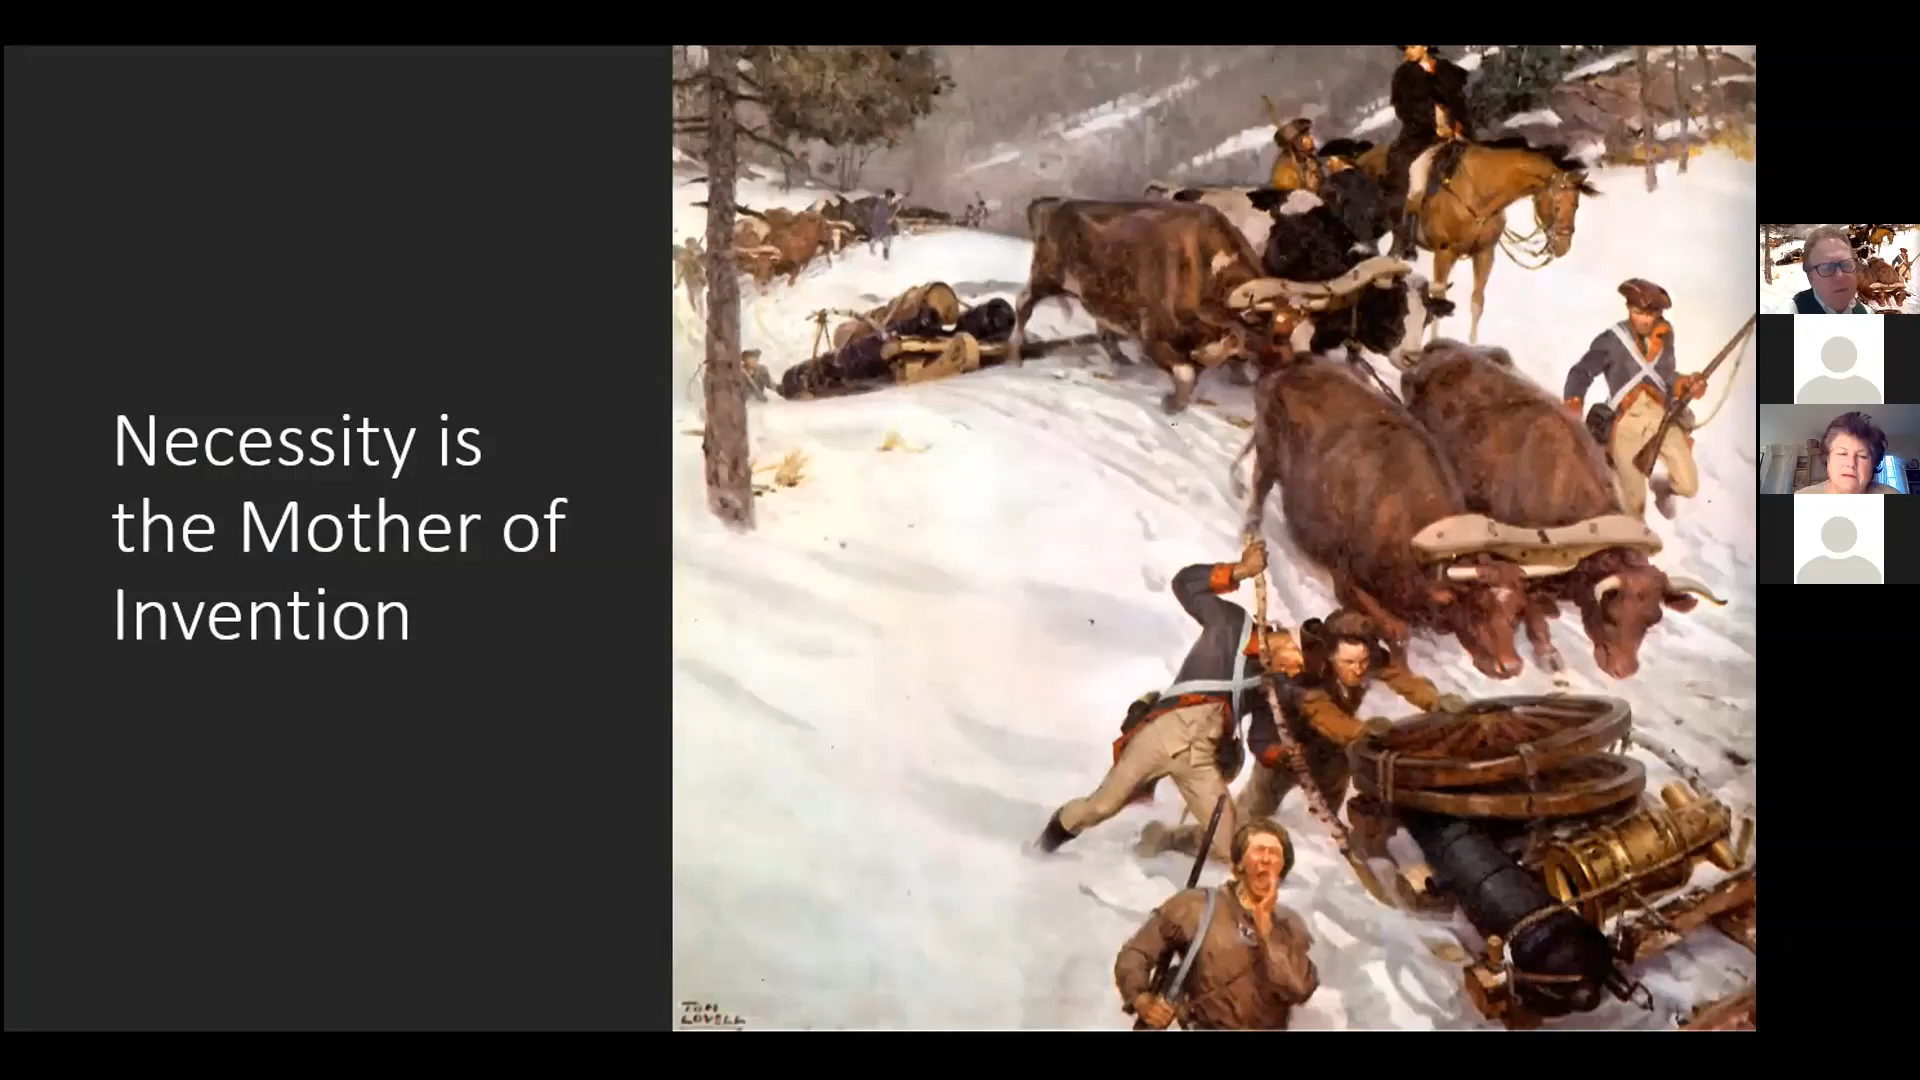 Necessity is
the Mother of
Invention
TOM
LOVELL